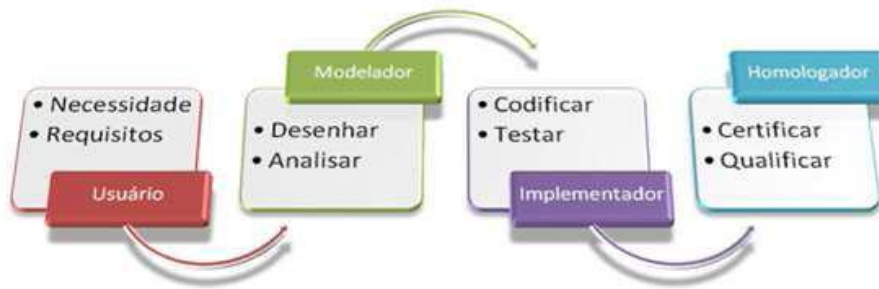 • Necessidade
• Requisitos
Usuário
Modelador
• Desenhar
• Analisar
• Codificar
• Testar
Implementador
Homologador
• Certificar
• Qualificar